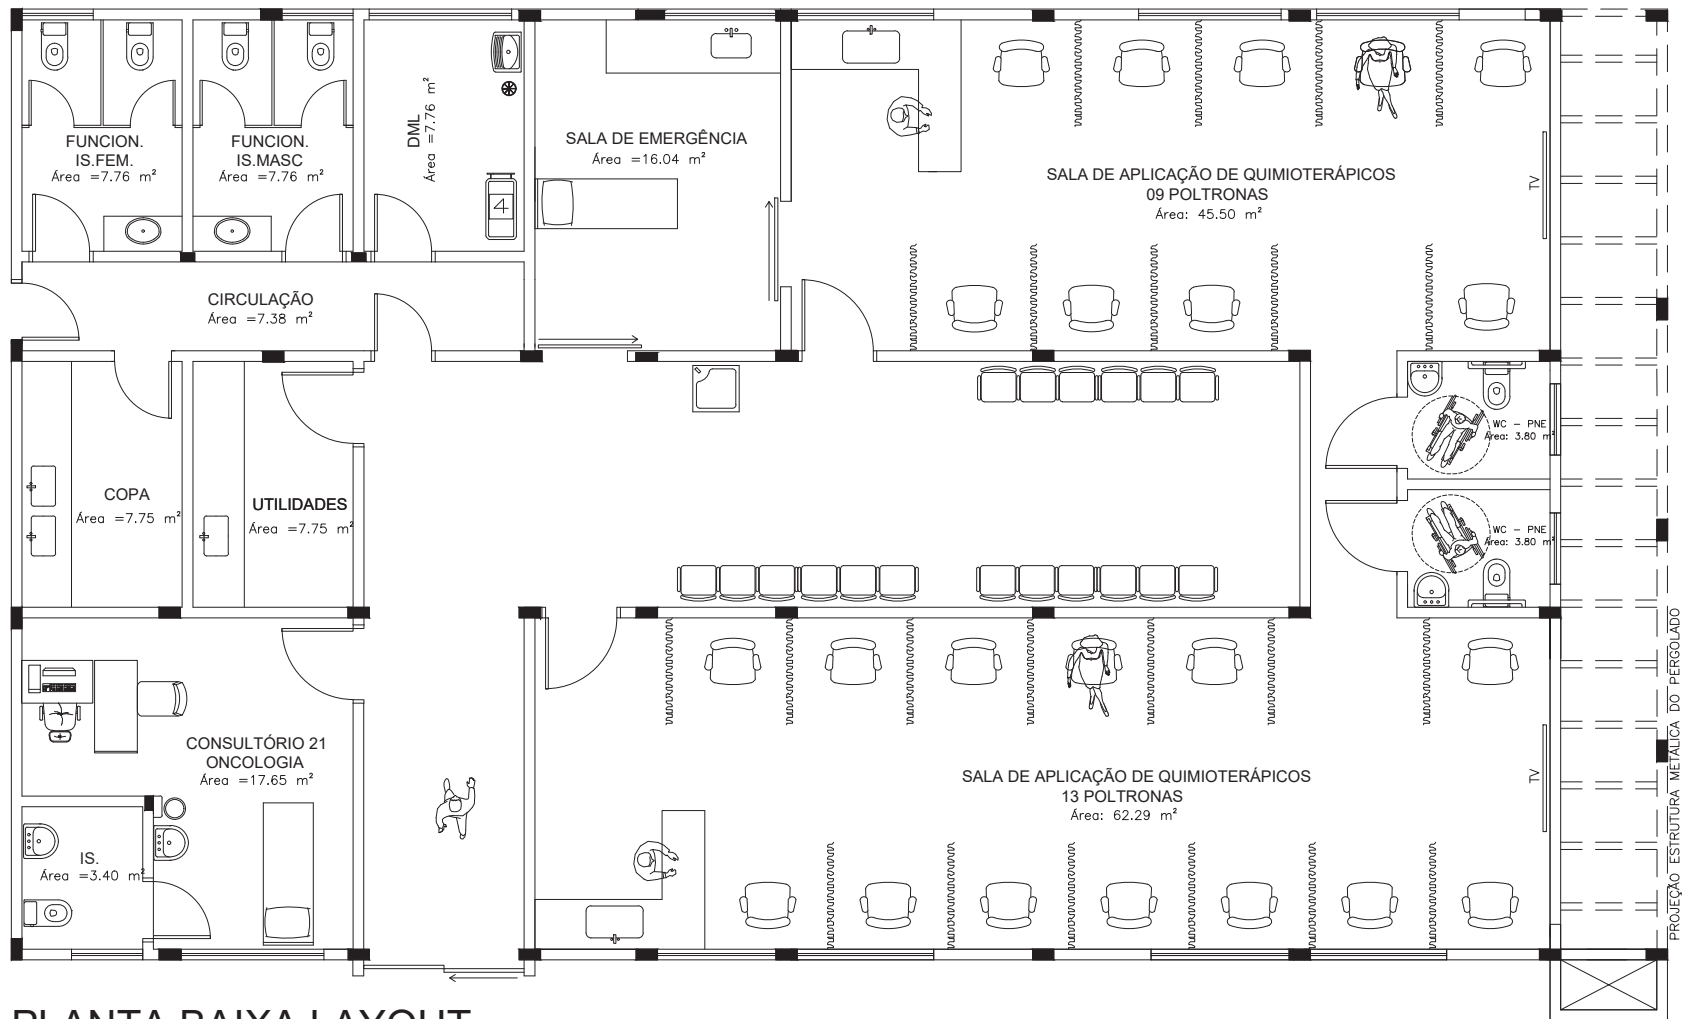 FUNCION.
IS.FEM.
Área =7.76 m²
FUNCION.
IS.MASC
Área =7.76 m²
DML
Área =7.76 m²
SALA DE EMERGÊNCIA
Área =16.04 m²
SALA DE APLICAÇÃO DE QUIMIOTERÁPICOS
09 POLTRONAS
Área: 45.50 m²
TV
CIRCULAÇÃO
Área =7.38 m²
COPA
Área =7.75 m²
UTILIDADES
Área =7.75 m²
WC - PNE
Área: 3.80 m²
WC - PNE
Área: 3.80 m²
CONSULTÓRIO 21
ONCOLOGIA
Área =17.65 m²
IS.
Área =3.40 m²
SALA DE APLICAÇÃO DE QUIMIOTERÁPICOS
13 POLTRONAS
Área: 62.29 m²
TV
PROJEÇÃO ESTRUTURA METÁLICA DO PERGOLADO
PLANTA BAIXA LAYOUT